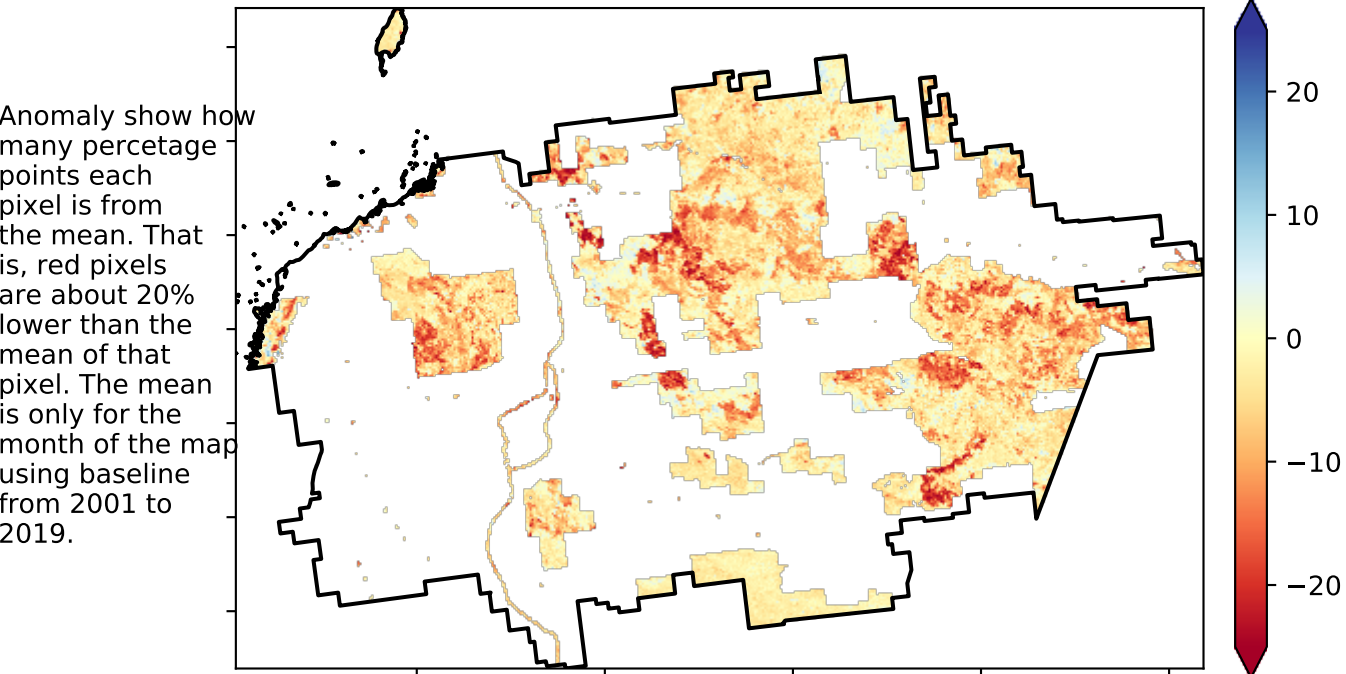 Anomaly show how
many percetage
points each
pixel is from
the mean. That
is, red pixels
are about 20%
lower than the
mean of that
pixel. The mean
is only for the
month of the map
using baseline
from 2001 to
2019.
20
10
0
−10
−20